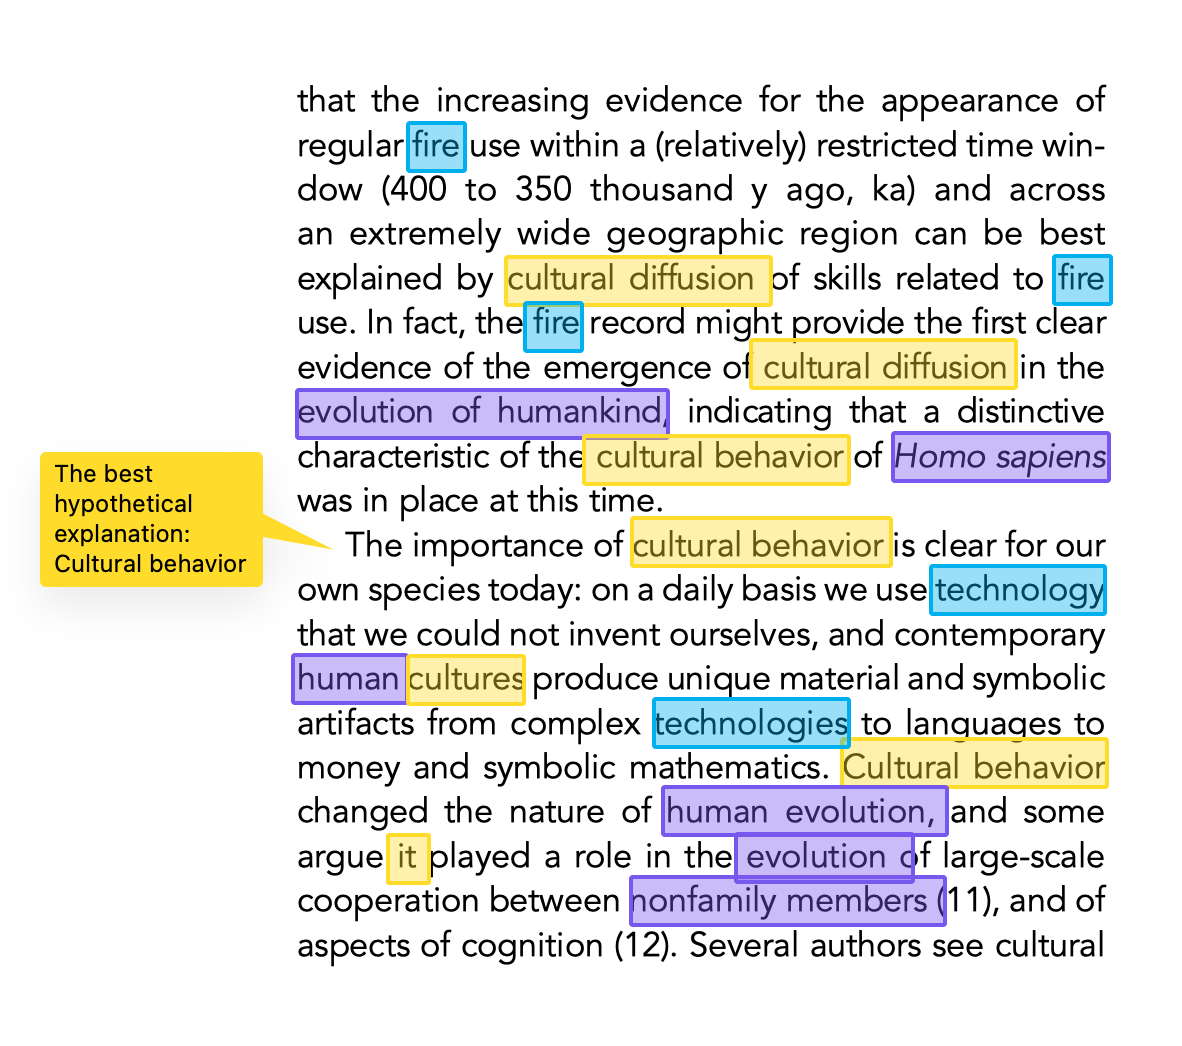 that the increasing evidence for the appearance of
regular fire use within a (relatively) restricted time win-
dow (400 to 350 thousand y ago, ka) and across
an extremely wide geographic region can be best
explained by cultural diffusion of skills related to fire
use. In fact, the fire record might provide the first clear
evidence of the emergence of cultural diffusion in the
evolution of humankind, indicating that a distinctive
characteristic of the cultural behavior of Homo sapiens
was in place at this time.
The best
hypothetical
explanation:
Cultural behavior
The importance of cultural behavior is clear for our
own species today: on a daily basis we use technology
that we could not invent ourselves, and contemporary
human cultures produce unique material and symbolic
artifacts from complex technologies to languages to
money and symbolic mathematics. Cultural behavior
changed the nature of human evolution, and some
argue it played a role in the evolution of large-scale
cooperation between nonfamily members (11), and of
aspects of cognition (12). Several authors see cultural